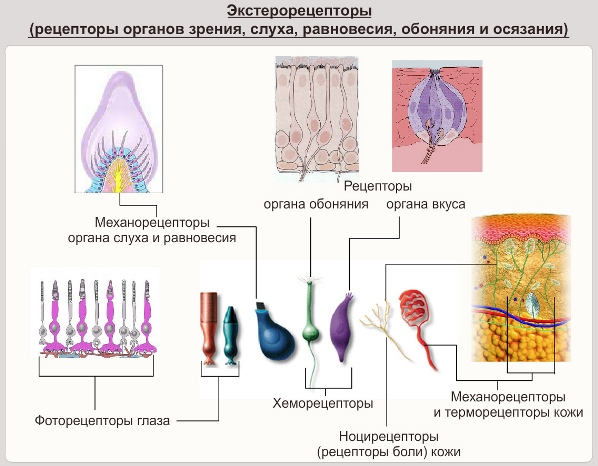 Экстерорецепторы
(рецепторы органов зрения, слуха, равновесия, обоняния и осязания)
Рецепторы
органа обоняния органа вкуса
Механорецепторы
органа слуха и равновесия
Фоторецепторы глаза
Хеморецепторы
Механорецепторы
и терморецепторы кожи
Ноцирецепторы
(рецепторы боли) кожи